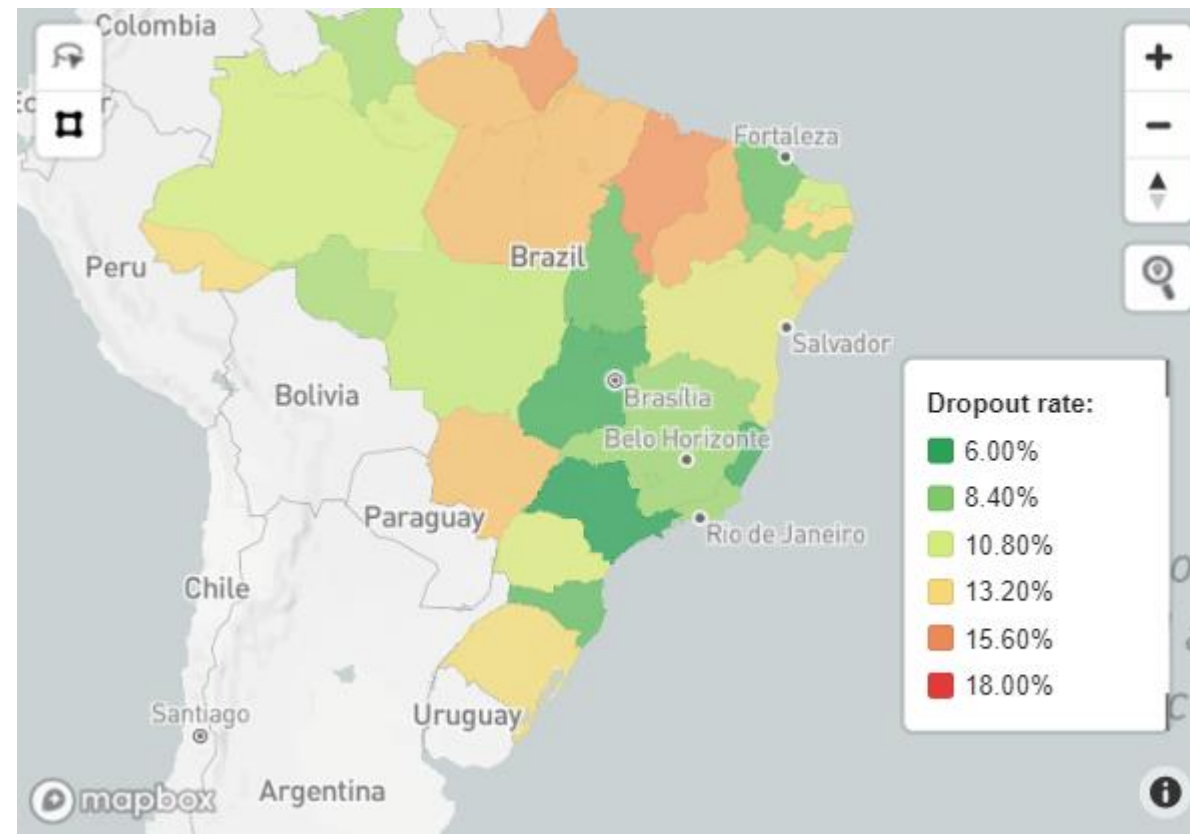 Colombia
Fortaleza
Brazil
Peru
Salvador
Bolivia
Brasília
Belo Horizonte
Paraguay
Rio de Janeiro
Chile
Santiago
Uruguay
Argentina
mapbox
Dropout rate:
6.00%
8.40%
10.80%
13.20%
15.60%
18.00%